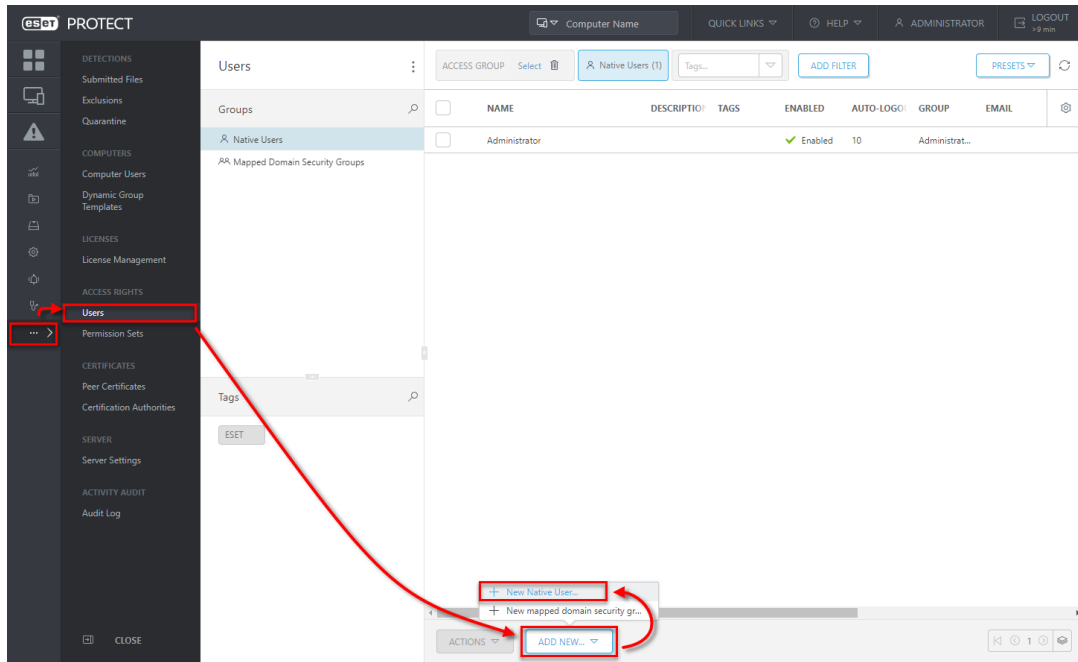 eset PROTECT
Computer Name
QUICK LINKS
HELP
ADMINISTRATOR
LOGOUT
>9 min
DETECTIONS
Submitted Files
Exclusions
Quarantine
COMPUTERS
Computer Users
Dynamic Group
Templates
LICENSES
License Management
ACCESS RIGHTS
Users
Permission Sets
CERTIFICATES
Peer Certificates
Certification Authorities
SERVER
Server Settings
ACTIVITY AUDIT
Audit Log
CLOSE
Users
Groups
Native Users
Mapped Domain Security Groups
Tags
ESET
ACCESS GROUP Select
Native Users (1)
Tags...
ADD FILTER
PRESETS
NAME DESCRIPTION TAGS ENABLED AUTO-LOGO GROUP EMAIL
Administrator Enabled 10 Administrat...
New Native User...
New mapped domain security gr...
ACTIONS
ADD NEW...
1